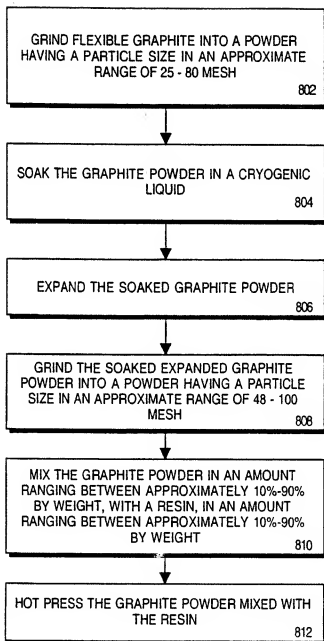 GRIND FLEXIBLE GRAPHITE INTO A POWDER
HAVING A PARTICLE SIZE IN AN APPROXIMATE
RANGE OF 25 - 80 MESH
802
SOAK THE GRAPHITE POWDER IN A CRYOGENIC
LIQUID
804
EXPAND THE SOAKED GRAPHITE POWDER
806
GRIND THE SOAKED EXPANDED GRAPHITE
POWDER INTO A POWDER HAVING A PARTICLE
SIZE IN AN APPROXIMATE RANGE OF 48 - 100
MESH
808
MIX THE GRAPHITE POWDER IN AN AMOUNT
RANGING BETWEEN APPROXIMATELY 10%-90%
BY WEIGHT, WITH A RESIN, IN AN AMOUNT
RANGING BETWEEN APPROXIMATELY 10%-90%
BY WEIGHT
810
HOT PRESS THE GRAPHITE POWDER MIXED WITH
THE RESIN
812